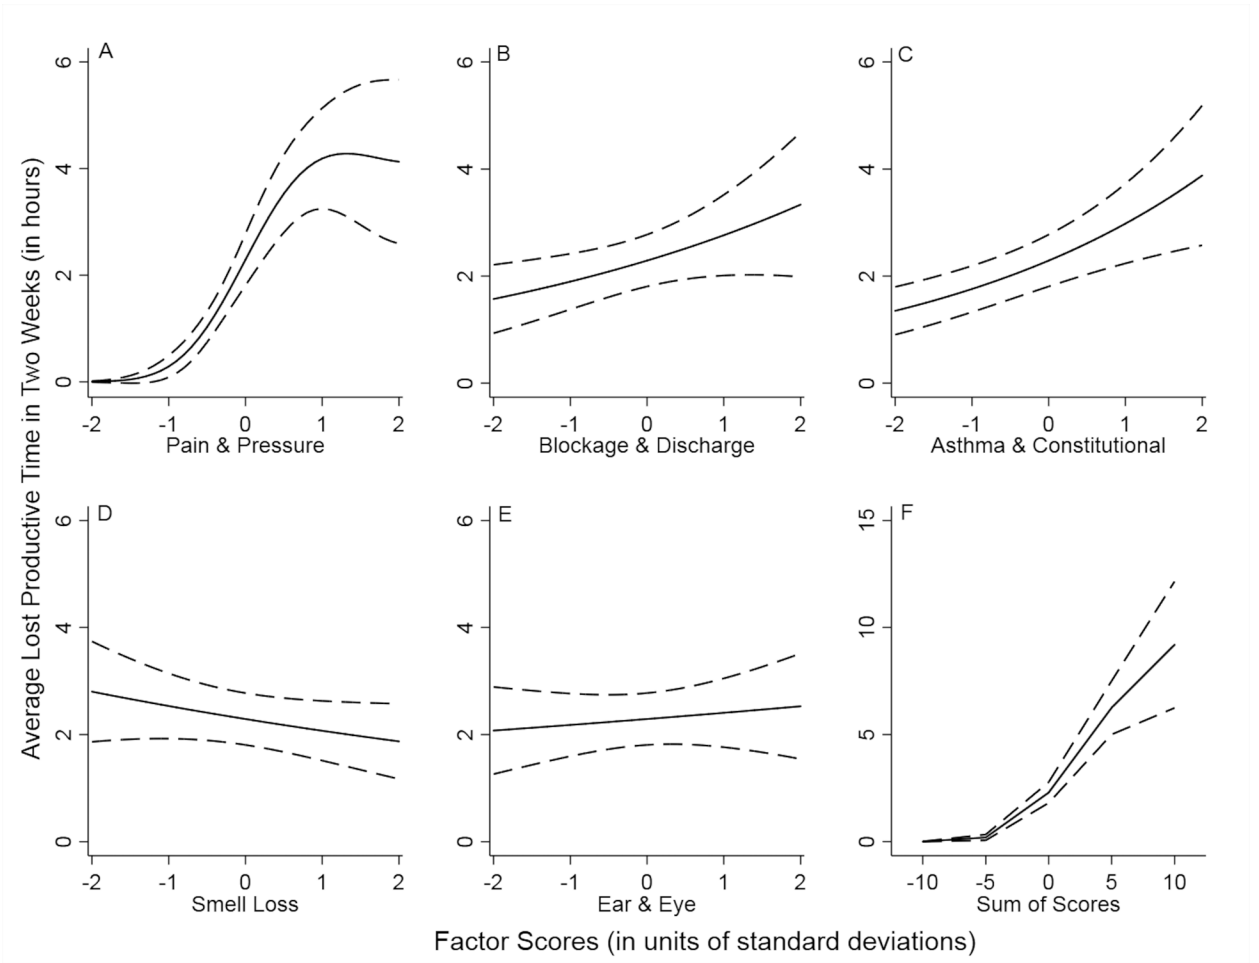 Average Lost Productive Time in Two Weeks (in hours)
A
6
4
2
0
-2 -1 0 1 2
Pain & Pressure
B
6
4
2
0
-2 -1 0 1 2
Blockage & Discharge
C
6
4
2
0
-2 -1 0 1 2
Asthma & Constitutional
D
6
4
2
0
-2 -1 0 1 2
Smell Loss
E
6
4
2
0
-2 -1 0 1 2
Ear & Eye
F
15
10
5
0
-10 -5 0 5 10
Sum of Scores
Factor Scores (in units of standard deviations)